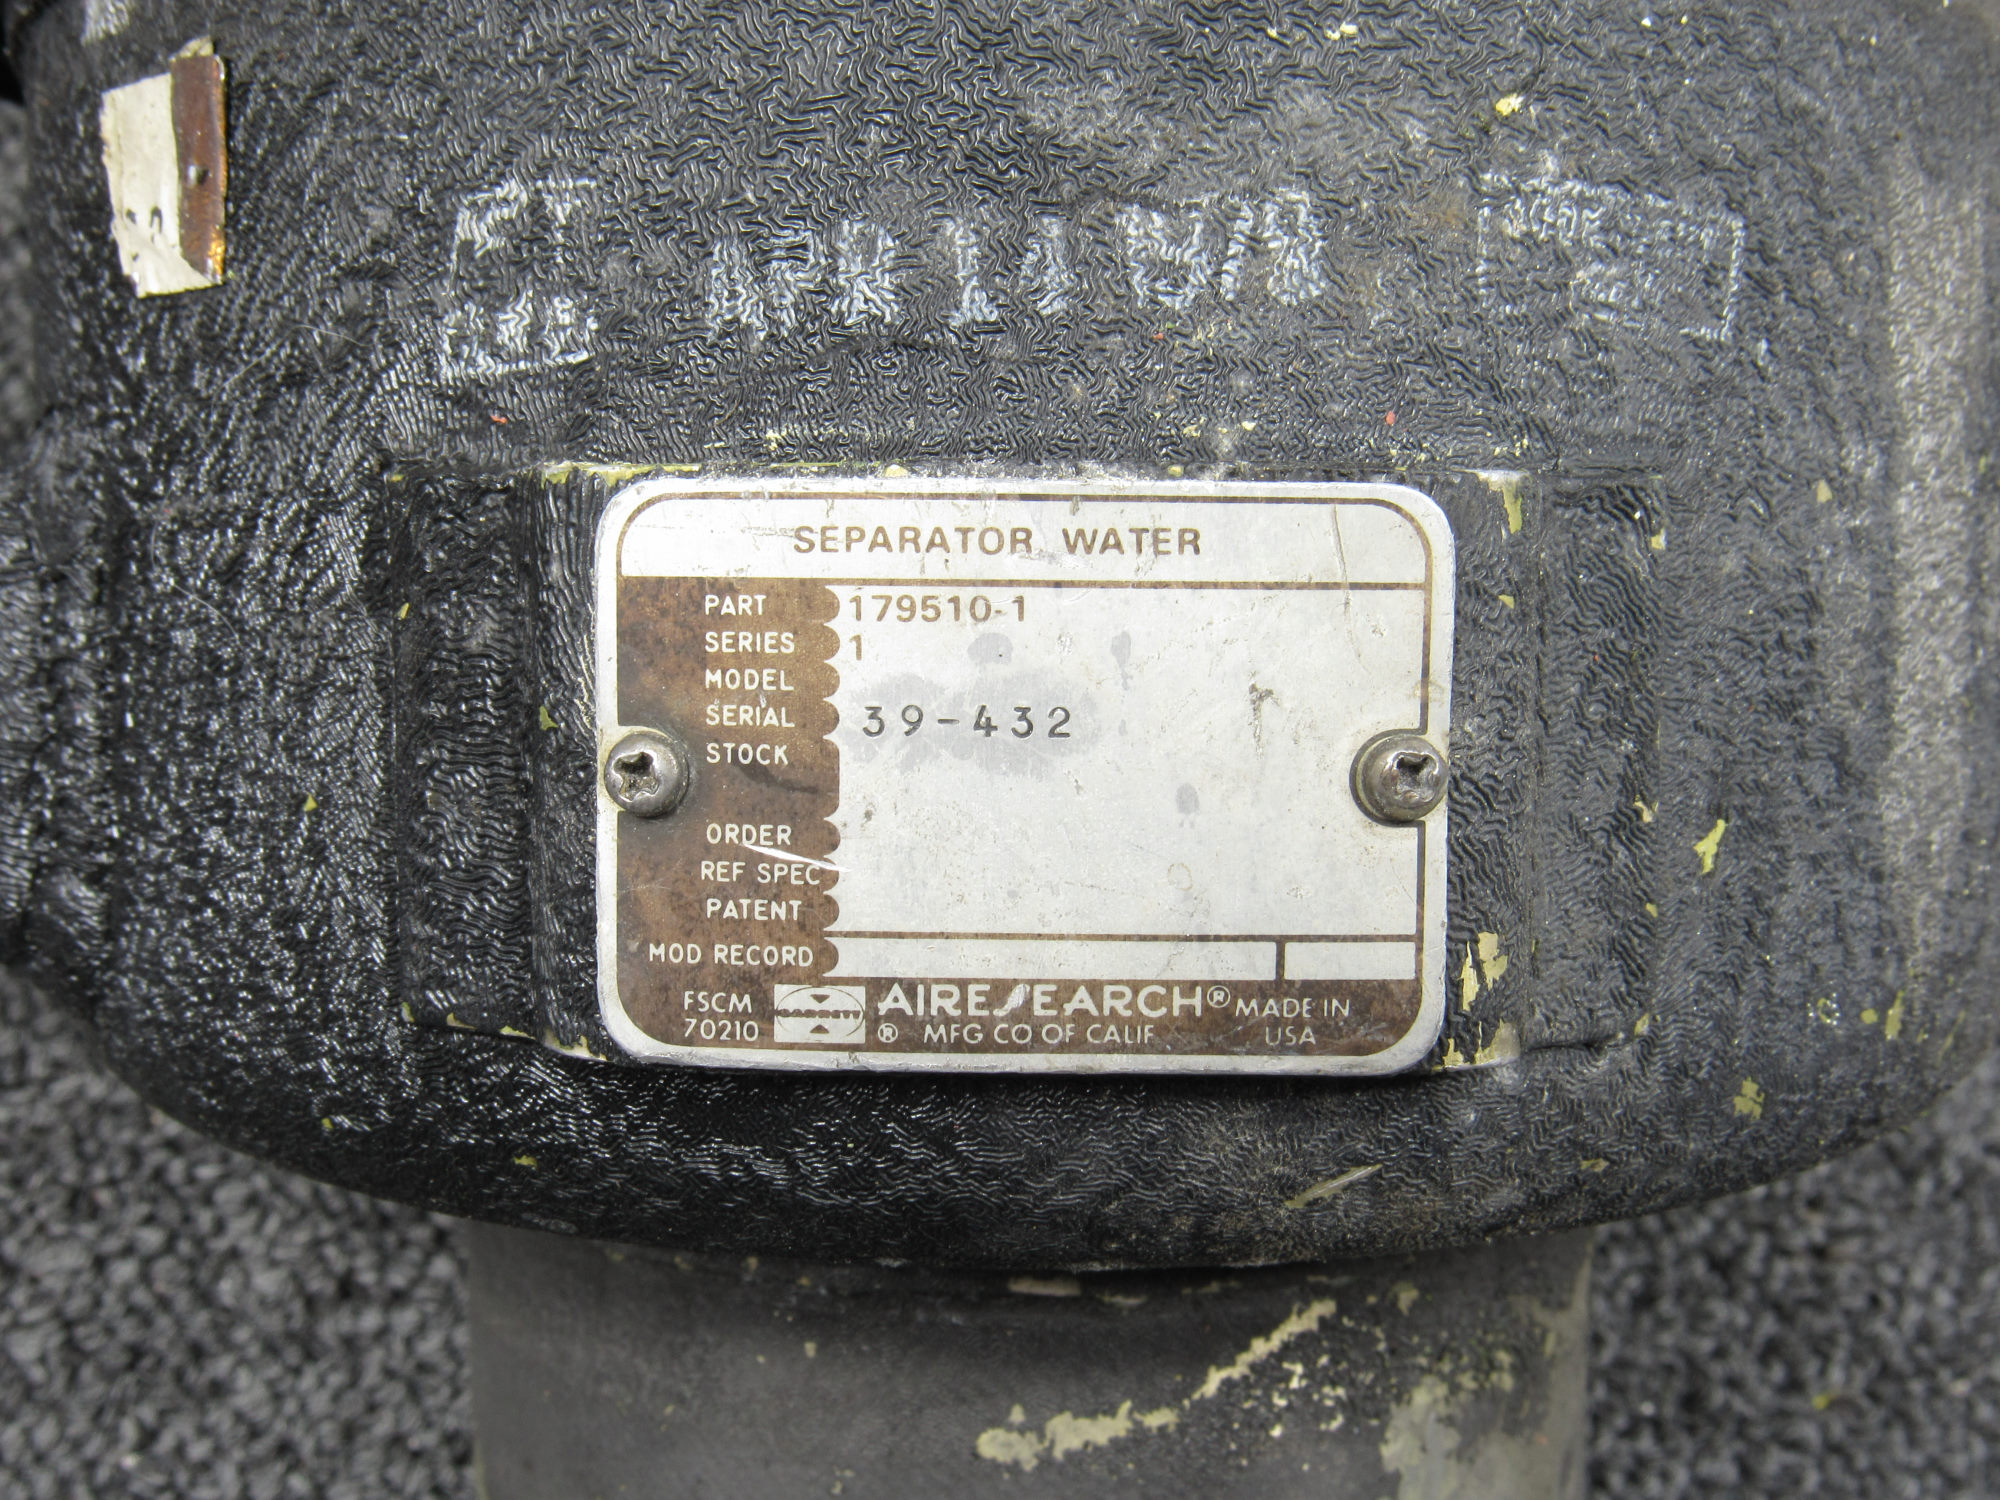 SEPARATOR WATER
PART 179510-1
SERIES 1
MODEL
SERIAL 39-432
STOCK
ORDER
REF SPEC
PATENT
MOD RECORD
FSCM 70210
GARRETT
AIRESEARCH®
® MFG CO OF CALIF
MADE IN USA